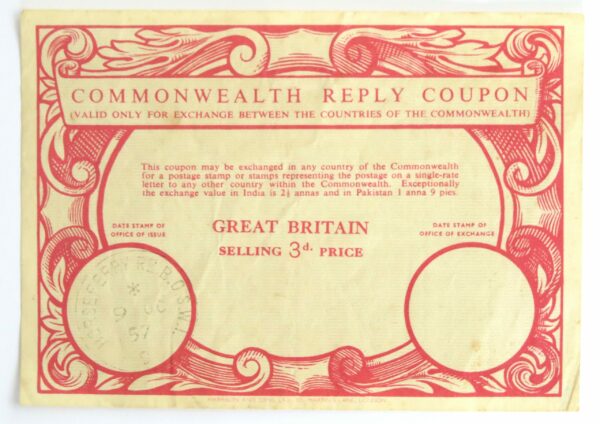 COMMONWEALTH REPLY COUPON
(VALID ONLY FOR EXCHANGE BETWEEN THE COUNTRIES OF THE COMMONWEALTH)
This coupon may be exchanged in any country of the Commonwealth
for a postage stamp or stamps representing the postage on a single-rate
letter to any other country within the Commonwealth. Exceptionally
the exchange value in India is 2½ annas and in Pakistan 1 anna 9 pies.
DATE STAMP OF
OFFICE OF ISSUE
GREAT BRITAIN
SELLING 3d. PRICE
DATE STAMP OF
OFFICE OF EXCHANGE
RD. B.O. S.W.1.
*
9
57